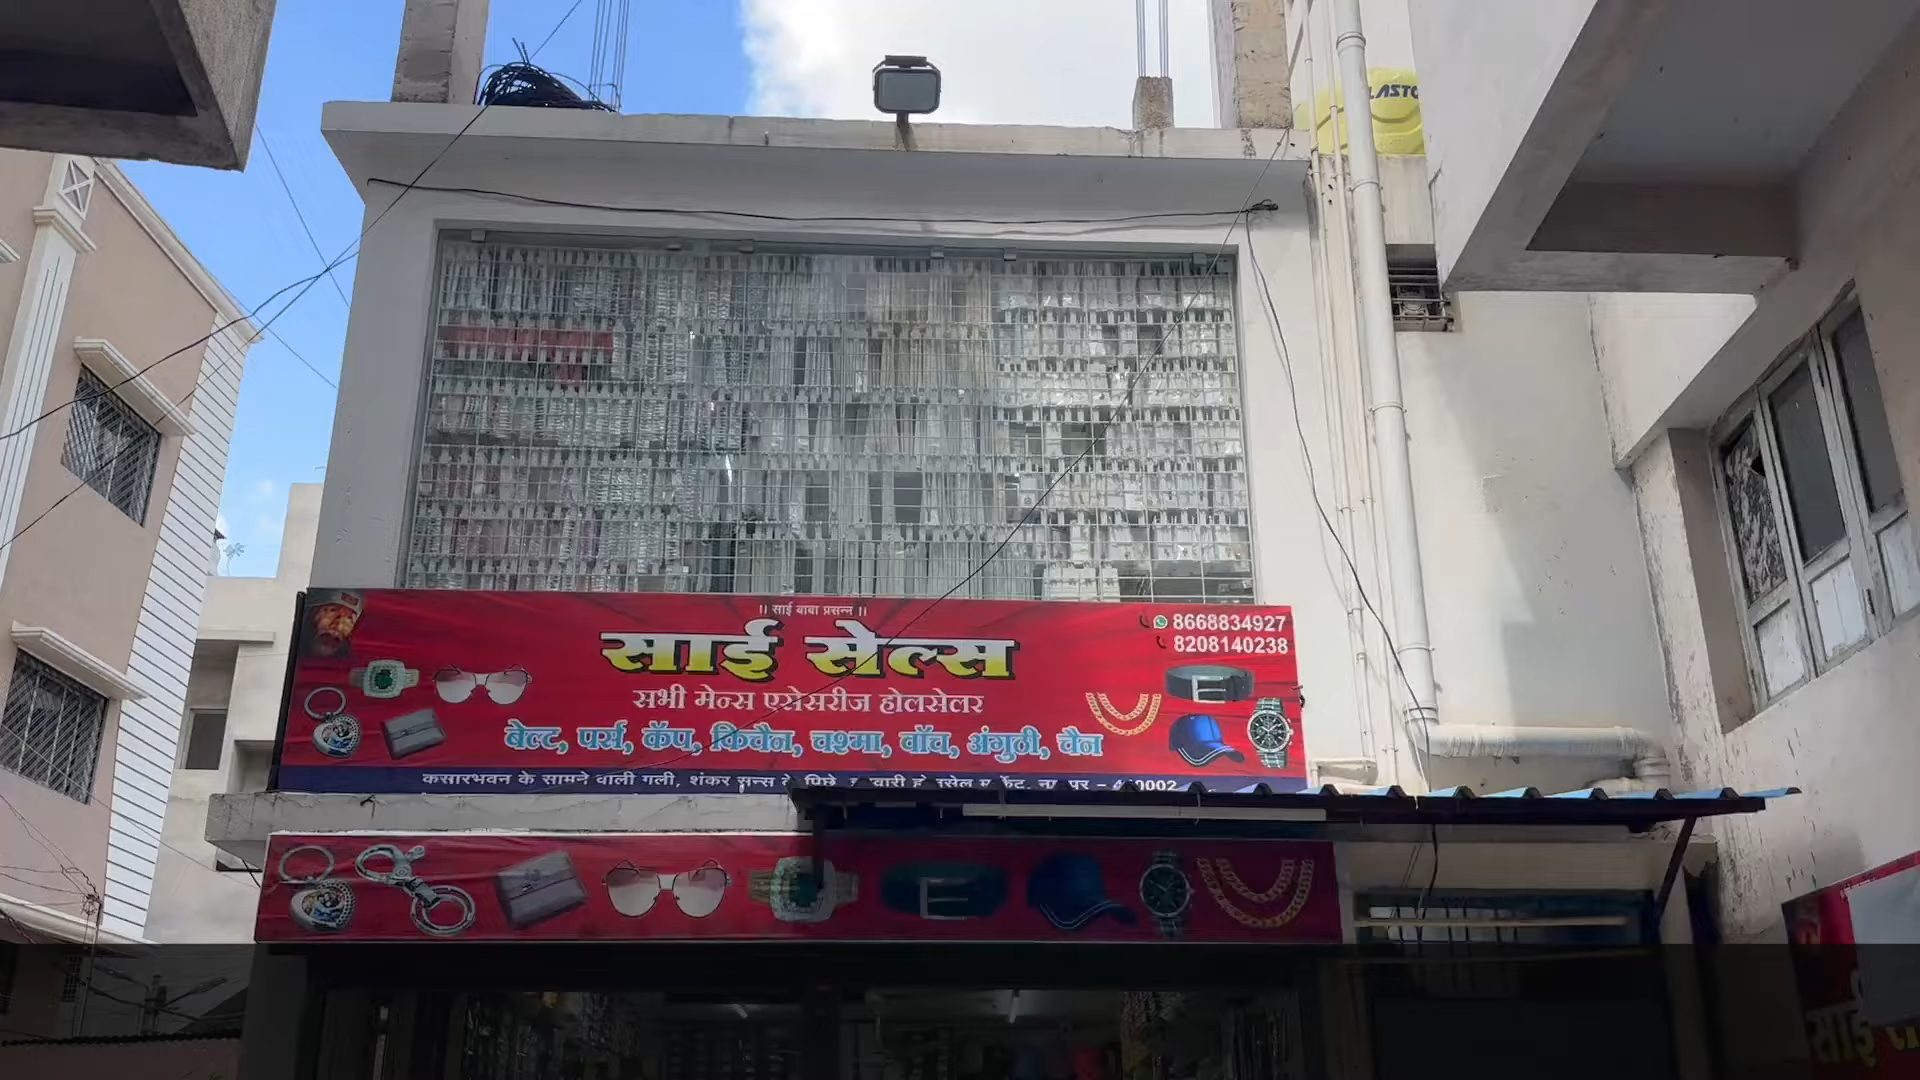 LASTO
।। साई बाबा प्रसन्न ।।
साई सेल्स
8668834927
8208140238
सभी मेन्स एसेसरीज होलसेलर
बेल्ट, पर्स, कॅप, किचैन, चश्मा, वॉच, अंगुठी, चैन
कसारभवन के सामने वाली गली, शंकर सन्स के पिछे,
साई